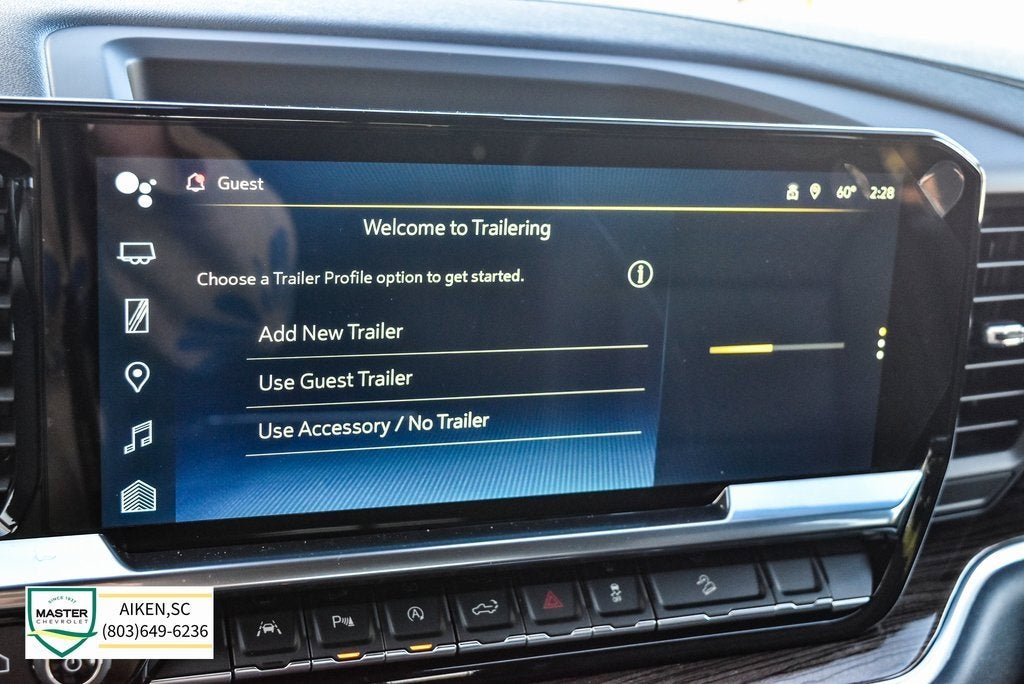 Guest
60° 2:28
Welcome to Trailering
Choose a Trailer Profile option to get started.
Add New Trailer
Use Guest Trailer
Use Accessory / No Trailer
P
A
SINCE 1927
MASTER
CHEVROLET
AIKEN,SC
(803)649-6236